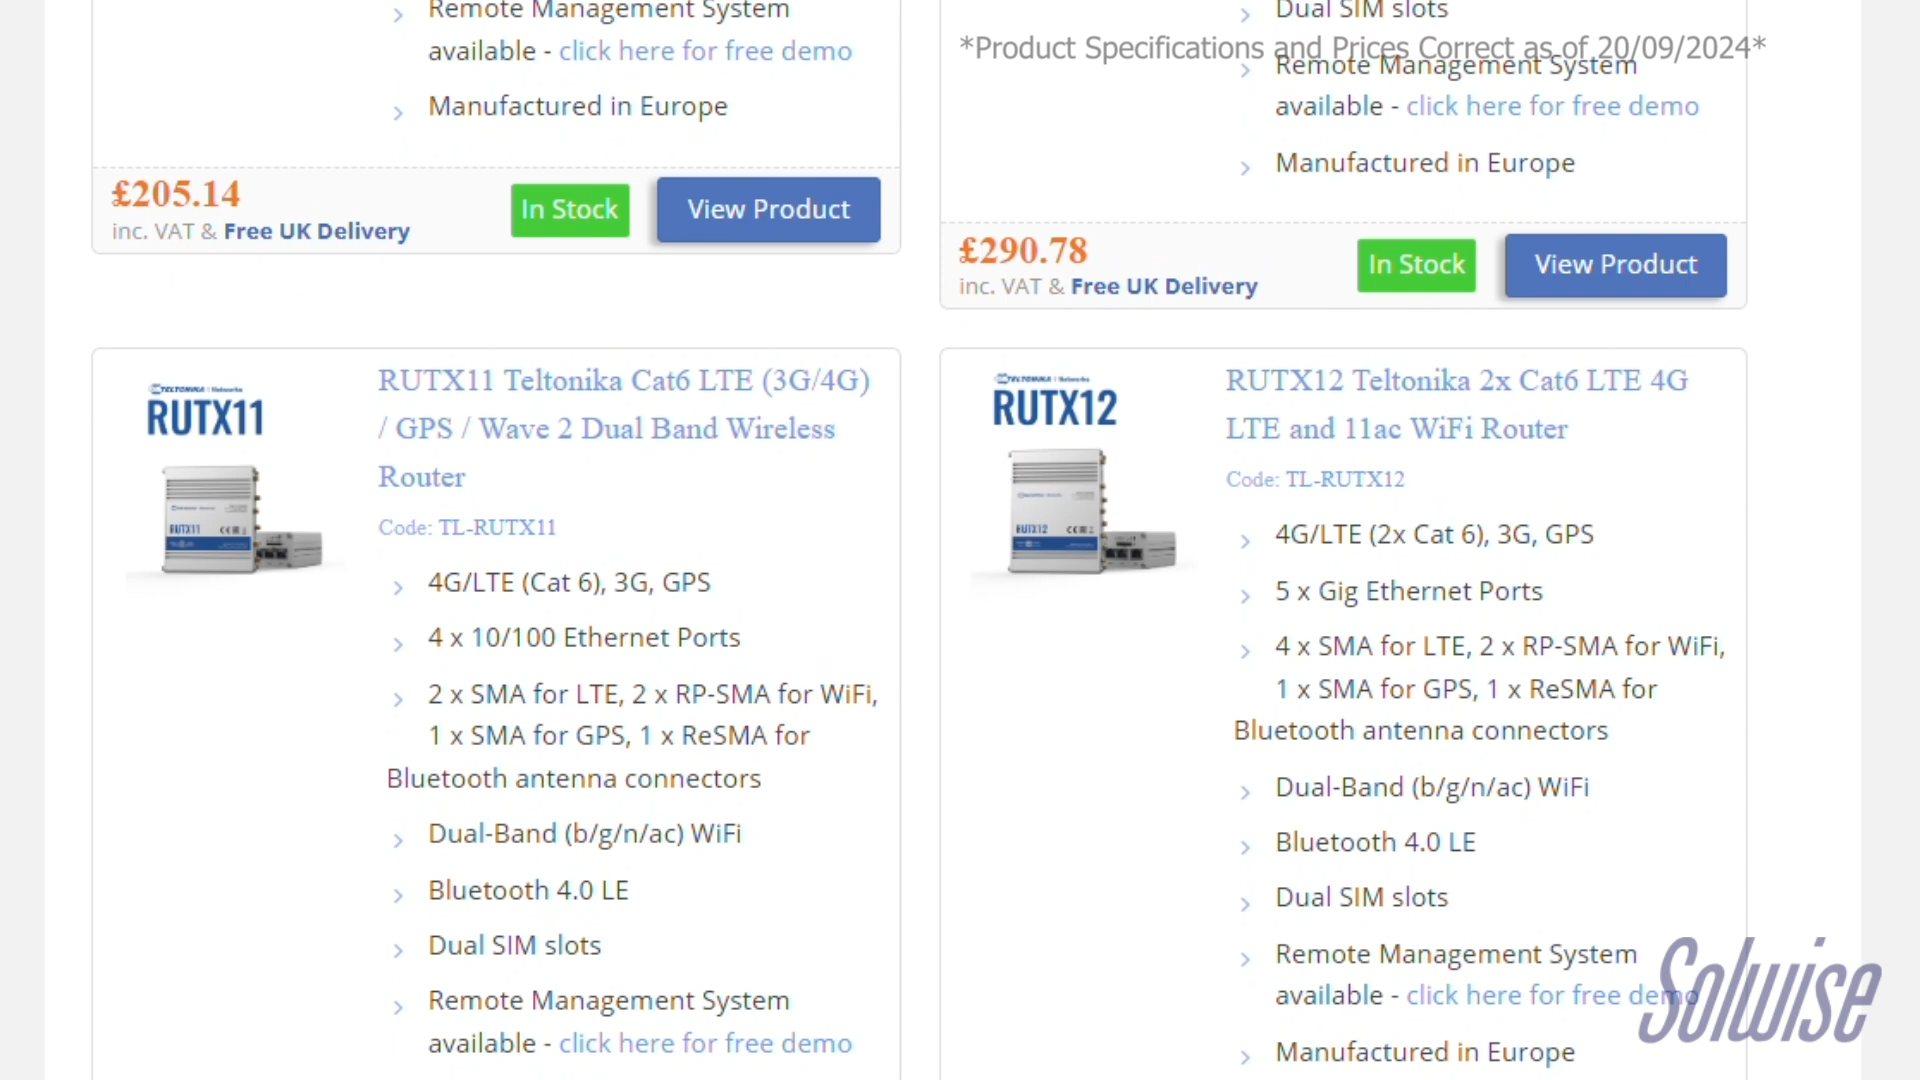 Remote Management System
available - click here for free demo
Manufactured in Europe
£205.14
inc. VAT & Free UK Delivery
In Stock
View Product
Dual SIM slots
*Product Specifications and Prices Correct as of 20/09/2024*
Remote Management System
available - click here for free demo
Manufactured in Europe
£290.78
inc. VAT & Free UK Delivery
In Stock
View Product
TELTONIKA | Networks
RUTX11
RUTX11
RUTX11 Teltonika Cat6 LTE (3G/4G)
/ GPS / Wave 2 Dual Band Wireless
Router
Code: TL-RUTX11
4G/LTE (Cat 6), 3G, GPS
4 x 10/100 Ethernet Ports
2 x SMA for LTE, 2 x RP-SMA for WiFi,
1 x SMA for GPS, 1 x ReSMA for
Bluetooth antenna connectors
Dual-Band (b/g/n/ac) WiFi
Bluetooth 4.0 LE
Dual SIM slots
Remote Management System
available - click here for free demo
TELTONIKA | Networks
RUTX12
RUTX12
RUTX12 Teltonika 2x Cat6 LTE 4G
LTE and 11ac WiFi Router
Code: TL-RUTX12
4G/LTE (2x Cat 6), 3G, GPS
5 x Gig Ethernet Ports
4 x SMA for LTE, 2 x RP-SMA for WiFi,
1 x SMA for GPS, 1 x ReSMA for
Bluetooth antenna connectors
Dual-Band (b/g/n/ac) WiFi
Bluetooth 4.0 LE
Dual SIM slots
Remote Management System
available - click here for free demo
Manufactured in Europe
Solwise